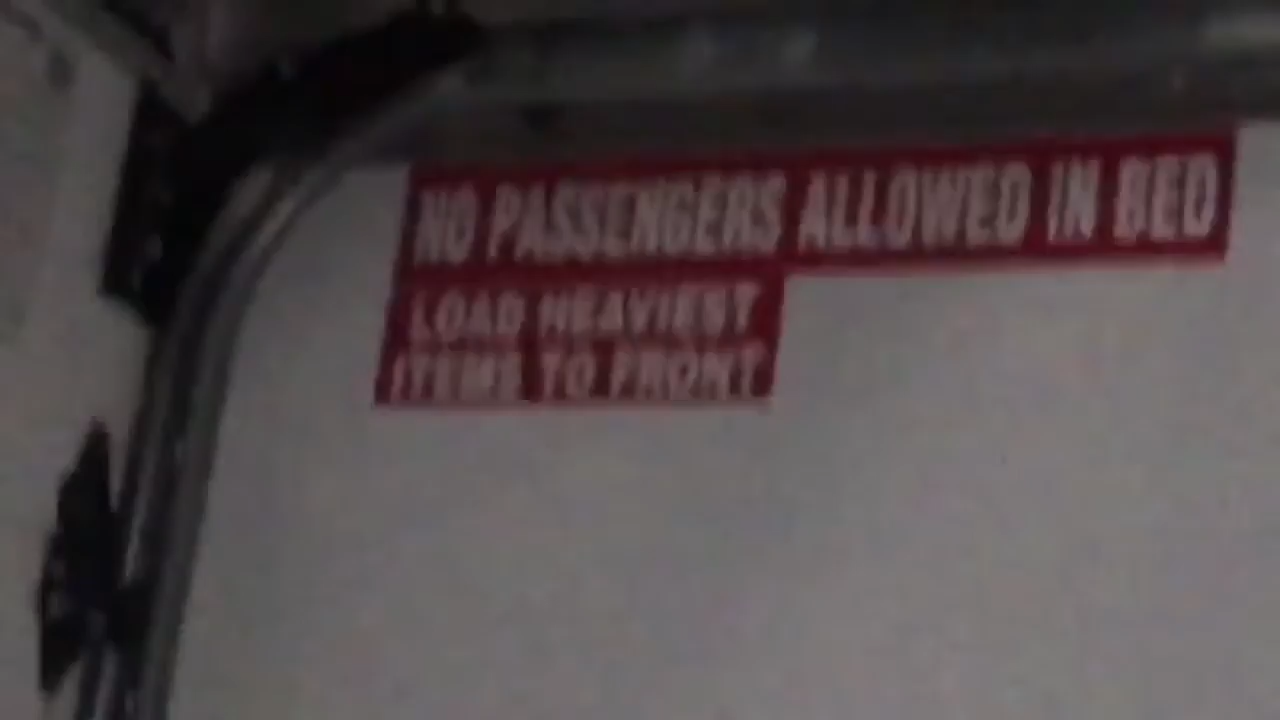 NO PASSENGERS ALLOWED IN BED
LOAD HEAVIEST
ITEMS TO FRONT